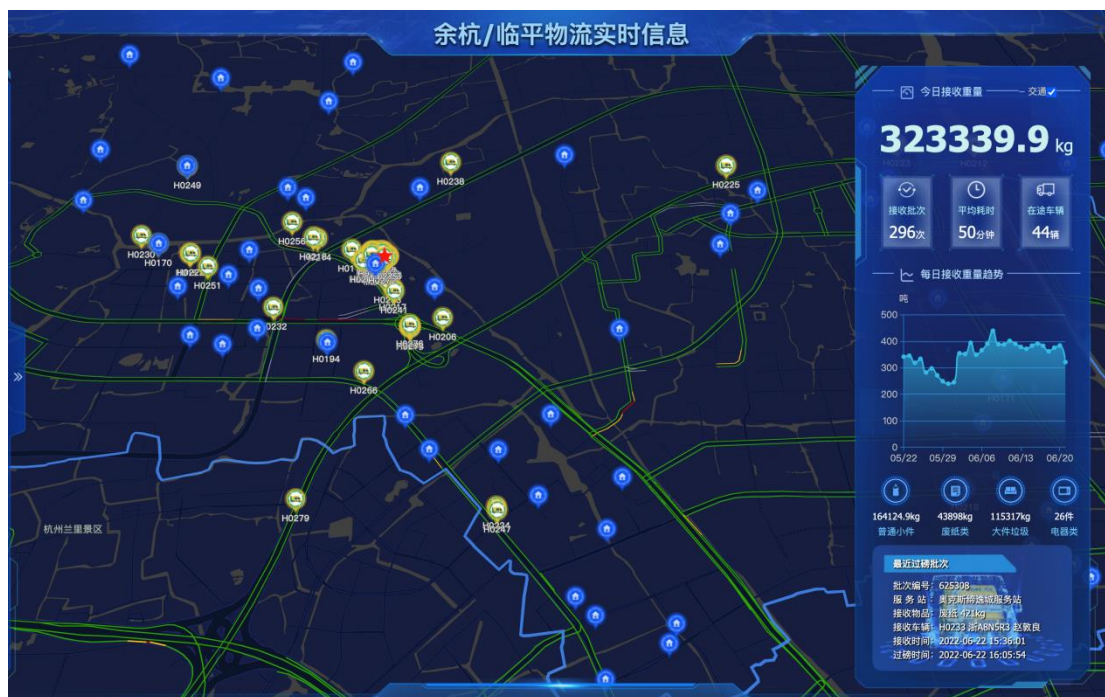 余杭/临平物流实时信息
今日接收重量
交通
323339.9 kg
接收批次
296次
平均耗时
50分钟
在途车辆
44辆
每日接收重量趋势
吨
500
400
300
200
100
0
05/22 05/29 06/06 06/13 06/20
164124.9kg
普通小件
43898kg
废纸类
115317kg
大件垃圾
26件
电器类
最近过磅批次
批次编号：625308
服 务 站：奥克斯缔逸城服务站
接收物品：废纸 421kg
接收车辆：H0233 浙A8N5R3 赵敦良
接收时间：2022-06-22 15:36:01
过磅时间：2022-06-22 16:05:54
H0238
H0225
H0249
H0256
H0230
H0170
H0251
H0232
H0241
H0206
H0194
H0266
H0279
H0247
杭州兰里景区